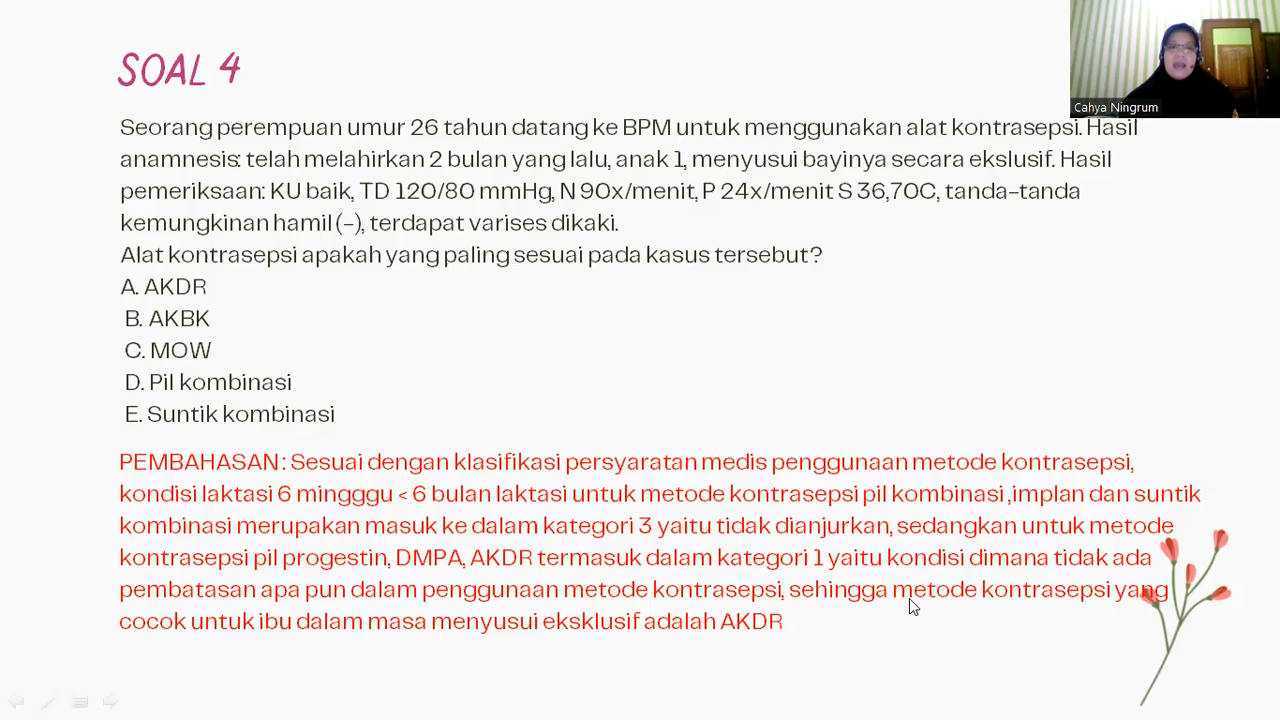 SOAL 4
Cahya Ningrum
Seorang perempuan umur 26 tahun datang ke BPM untuk menggunakan alat kontrasepsi. Hasil
anamnesis: telah melahirkan 2 bulan yang lalu, anak 1, menyusui bayinya secara ekslusif. Hasil
pemeriksaan: KU baik, TD 120/80 mmHg, N 90x/menit, P 24x/menit S 36,70C, tanda-tanda
kemungkinan hamil (-), terdapat varises dikaki.
Alat kontrasepsi apakah yang paling sesuai pada kasus tersebut?
A. AKDR
B. AKBK
C. MOW
D. Pil kombinasi
E. Suntik kombinasi
PEMBAHASAN : Sesuai dengan klasifikasi persyaratan medis penggunaan metode kontrasepsi,
kondisi laktasi 6 mingggu < 6 bulan laktasi untuk metode kontrasepsi pil kombinasi ,implan dan suntik
kombinasi merupakan masuk ke dalam kategori 3 yaitu tidak dianjurkan, sedangkan untuk metode
kontrasepsi pil progestin, DMPA, AKDR termasuk dalam kategori 1 yaitu kondisi dimana tidak ada
pembatasan apa pun dalam penggunaan metode kontrasepsi, sehingga metode kontrasepsi yang
cocok untuk ibu dalam masa menyusui eksklusif adalah AKDR